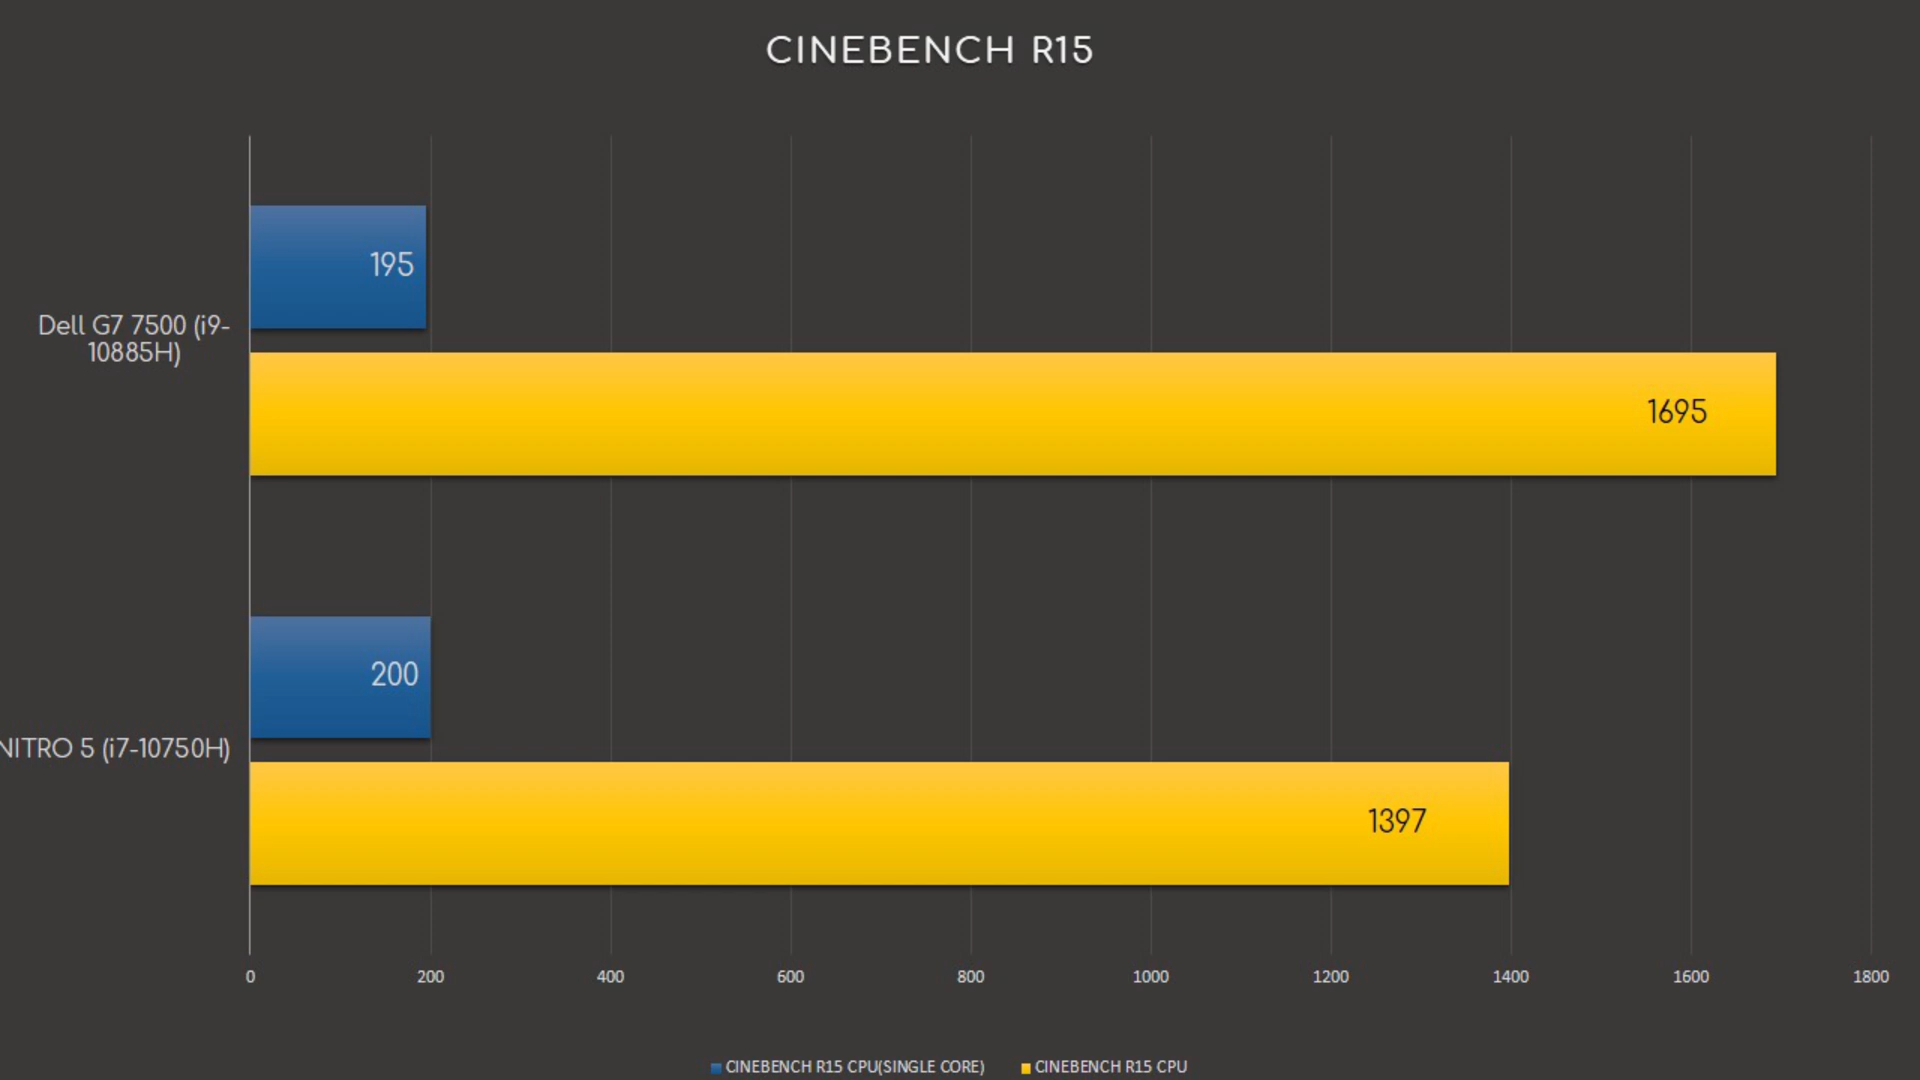 CINEBENCH R15
195
Dell G7 7500 (i9-
10885H)
1695
200
NITRO 5 (i7-10750H)
1397
0 200 400 600 800 1000 1200 1400 1600 1800
CINEBENCH R15 CPU(SINGLE CORE) CINEBENCH R15 CPU